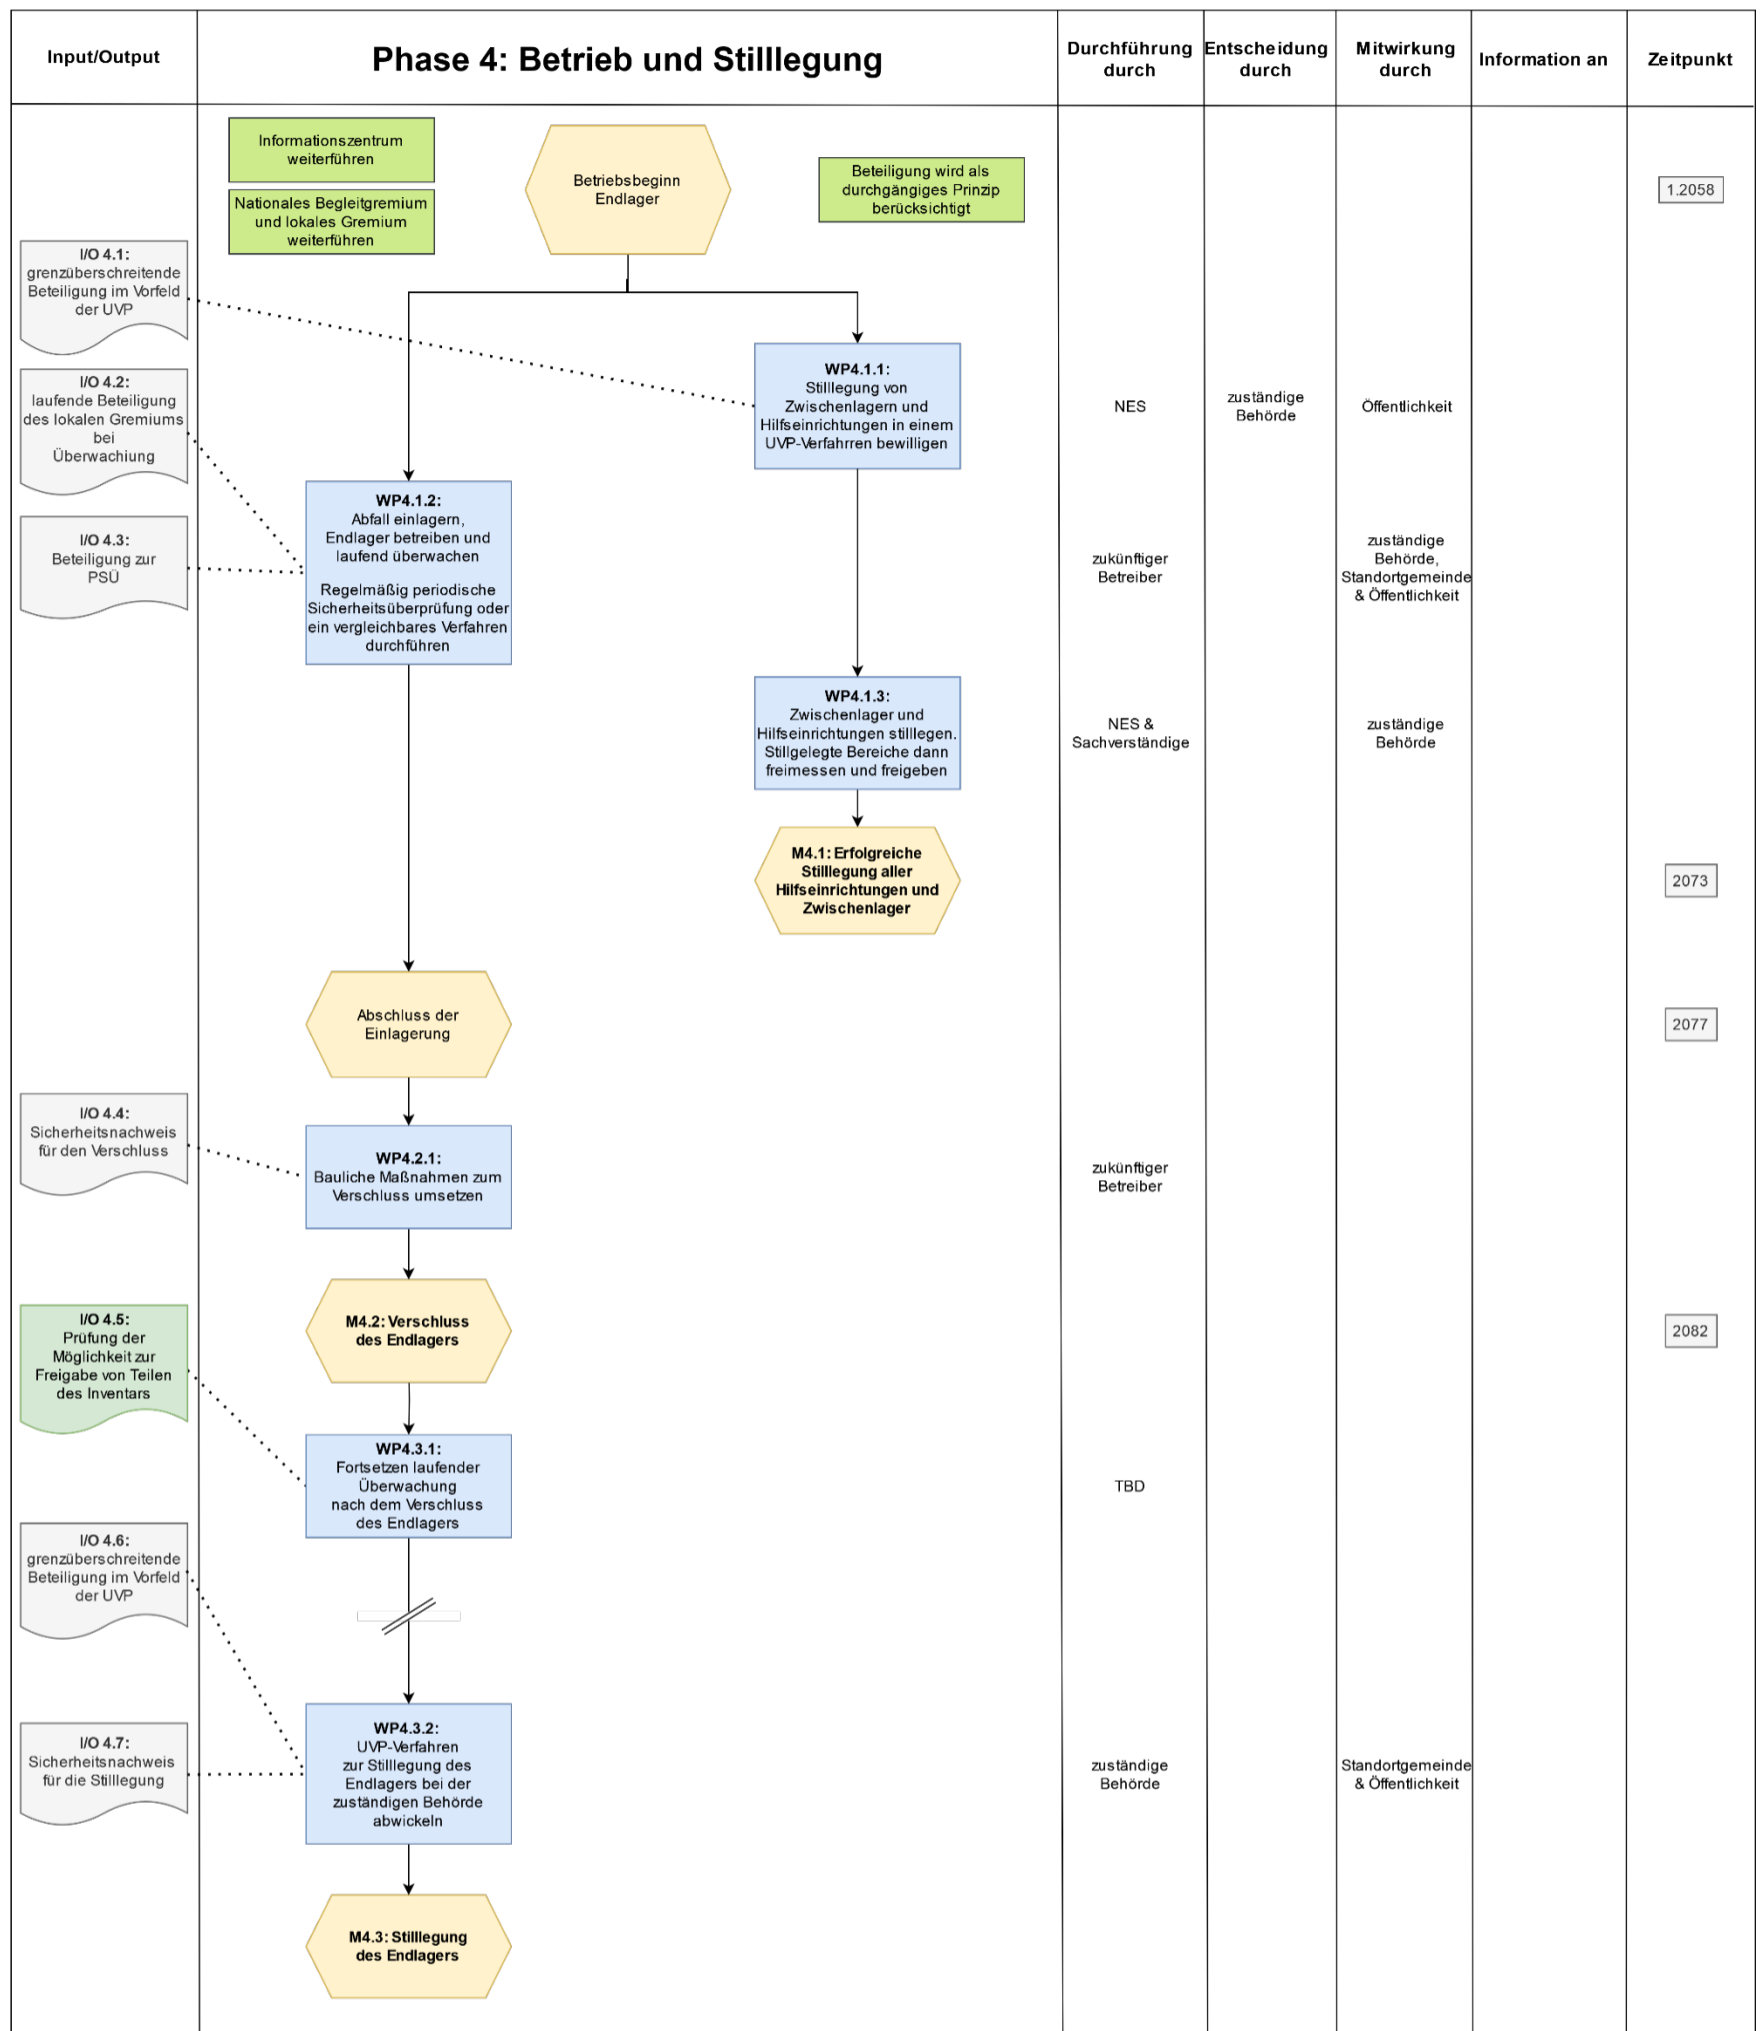 Input/Output
Phase 4: Betrieb und Stilllegung
Durchführung
durch
Entscheidung
durch
Mitwirkung
durch
Information an
Zeitpunkt
Informationszentrum
weiterführen
Nationales Begleitgremium
und lokales Gremium
weiterführen
Betriebsbeginn
Endlager
Beteiligung wird als
durchgängiges Prinzip
berücksichtigt
1.2058
I/O 4.1:
grenzüberschreitende
Beteiligung im Vorfeld
der UVP
WP4.1.1:
Stilllegung von
Zwischenlagern und
Hilfseinrichtungen in einem
UVP-Verfahrren bewilligen
NES
zuständige
Behörde
Öffentlichkeit
I/O 4.2:
laufende Beteiligung
des lokalen Gremiums
bei
Überwachiung
I/O 4.3:
Beteiligung zur
PSÜ
WP4.1.2:
Abfall einlagern,
Endlager betreiben und
laufend überwachen
Regelmäßig periodische
Sicherheitsüberprüfung oder
ein vergleichbares Verfahren
durchführen
zukünftiger
Betreiber
zuständige
Behörde,
Standortgemeinde
& Öffentlichkeit
WP4.1.3:
Zwischenlager und
Hilfseinrichtungen stilllegen.
Stillgelegte Bereiche dann
freimessen und freigeben
NES &
Sachverständige
zuständige
Behörde
M4.1: Erfolgreiche
Stilllegung aller
Hilfseinrichtungen und
Zwischenlager
2073
Abschluss der
Einlagerung
2077
I/O 4.4:
Sicherheitsnachweis
für den Verschluss
WP4.2.1:
Bauliche Maßnahmen zum
Verschluss umsetzen
zukünftiger
Betreiber
M4.2: Verschluss
des Endlagers
2082
I/O 4.5:
Prüfung der
Möglichkeit zur
Freigabe von Teilen
des Inventars
WP4.3.1:
Fortsetzen laufender
Überwachung
nach dem Verschluss
des Endlagers
TBD
I/O 4.6:
grenzüberschreitende
Beteiligung im Vorfeld
der UVP
I/O 4.7:
Sicherheitsnachweis
für die Stilllegung
WP4.3.2:
UVP-Verfahren
zur Stilllegung des
Endlagers bei der
zuständigen Behörde
abwickeln
zuständige
Behörde
Standortgemeinde
& Öffentlichkeit
M4.3: Stilllegung
des Endlagers